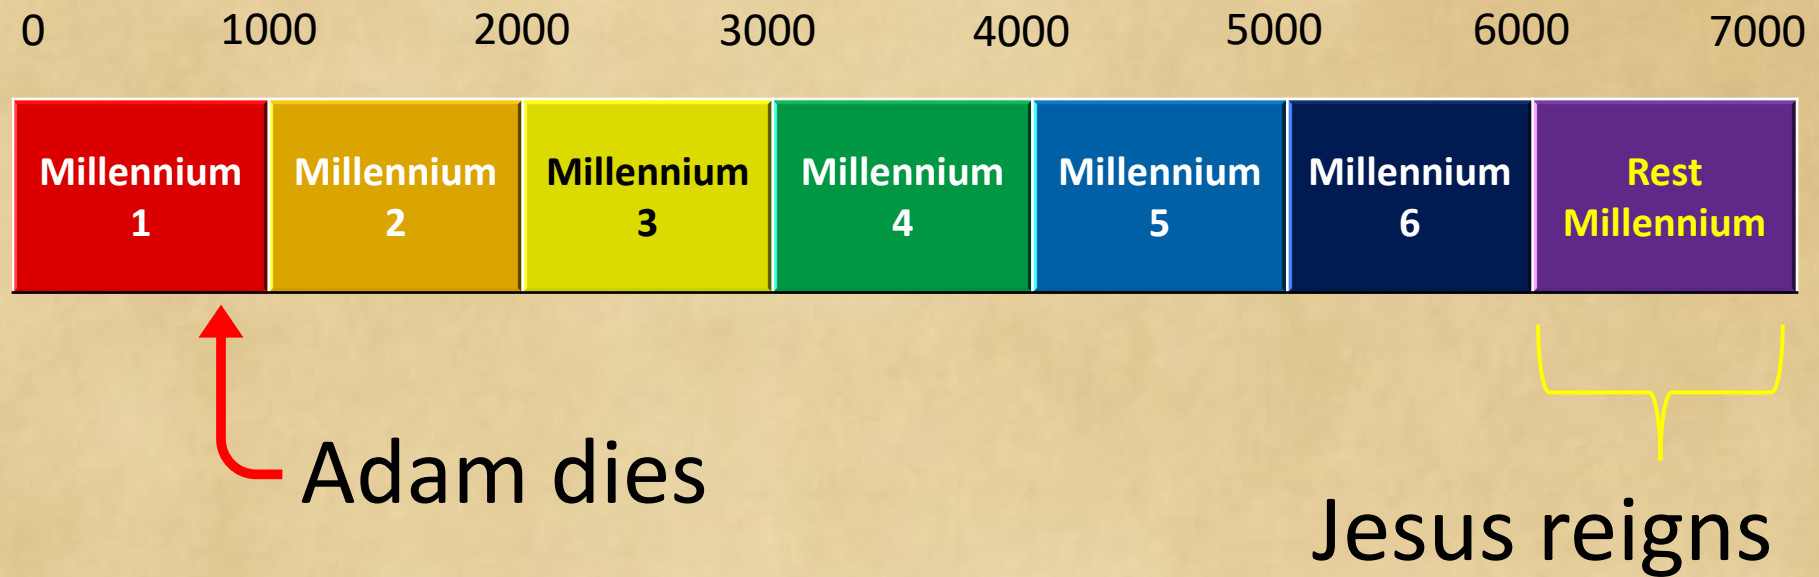 0 1000 2000 3000 4000 5000 6000 7000
Millennium 1
Millennium 2
Millennium 3
Millennium 4
Millennium 5
Millennium 6
Rest Millennium
Adam dies
Jesus reigns